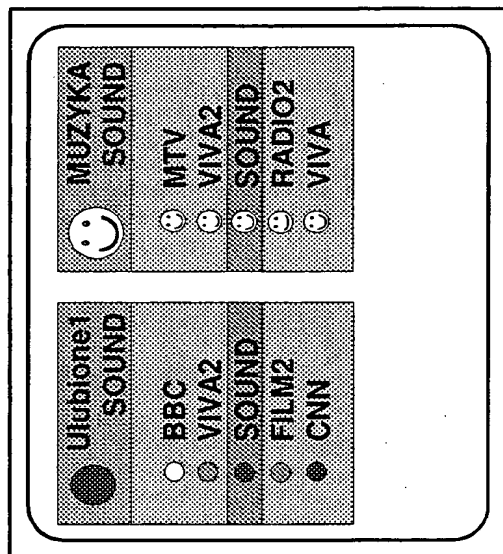 Ulubione1
SOUND
BBC
VIVA2
SOUND
FILM2
CNN
MUZYKA
SOUND
MTV
VIVA2
SOUND
RADIO2
VIVA